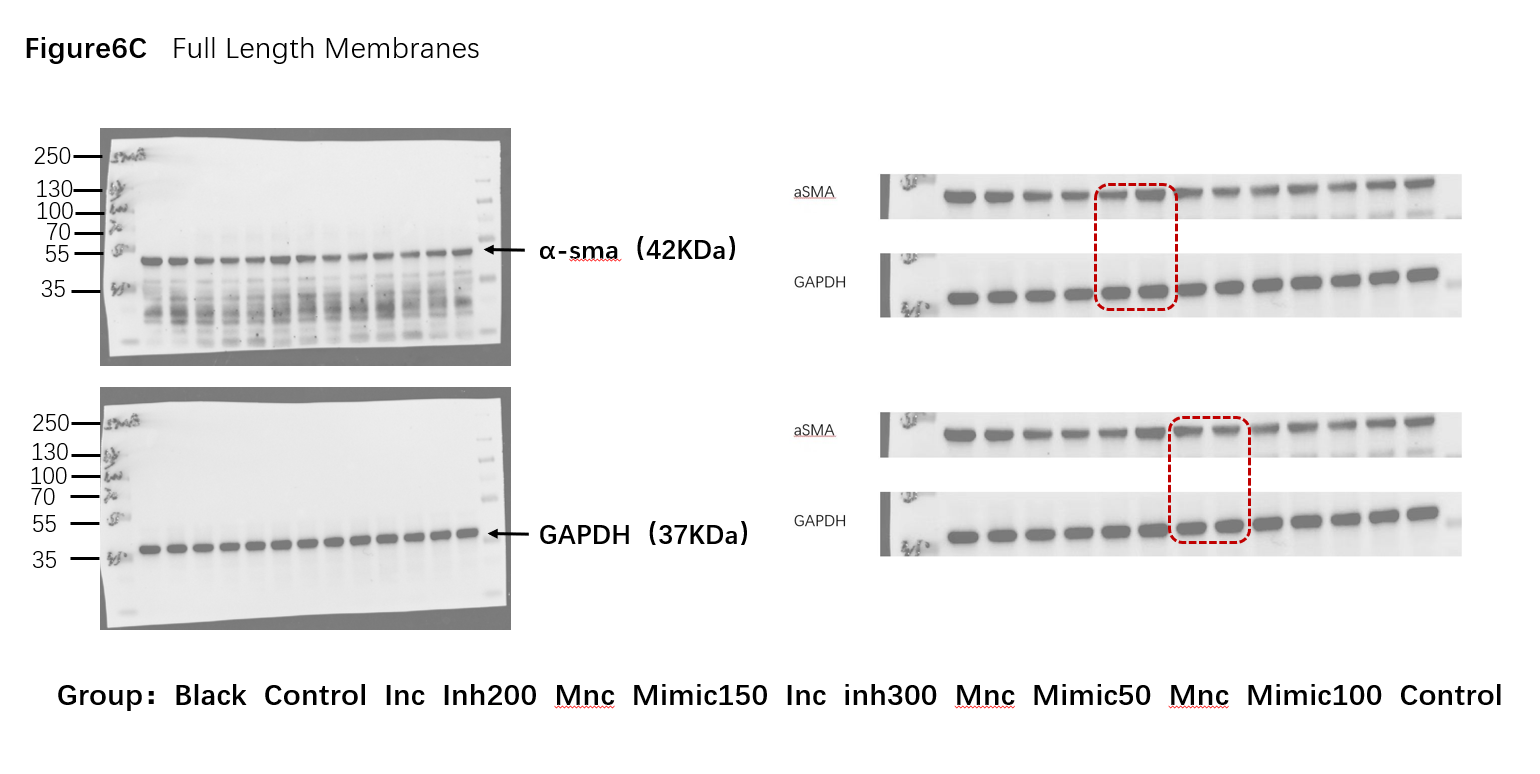 Figure6C Full Length Membranes
250
130
100
70
55
35
α-sma（42KDa）
aSMA
GAPDH
250
130
100
70
55
35
GAPDH（37KDa）
aSMA
GAPDH
Group： Black Control Inc Inh200 Mnc Mimic150 Inc inh300 Mnc Mimic50 Mnc Mimic100 Control